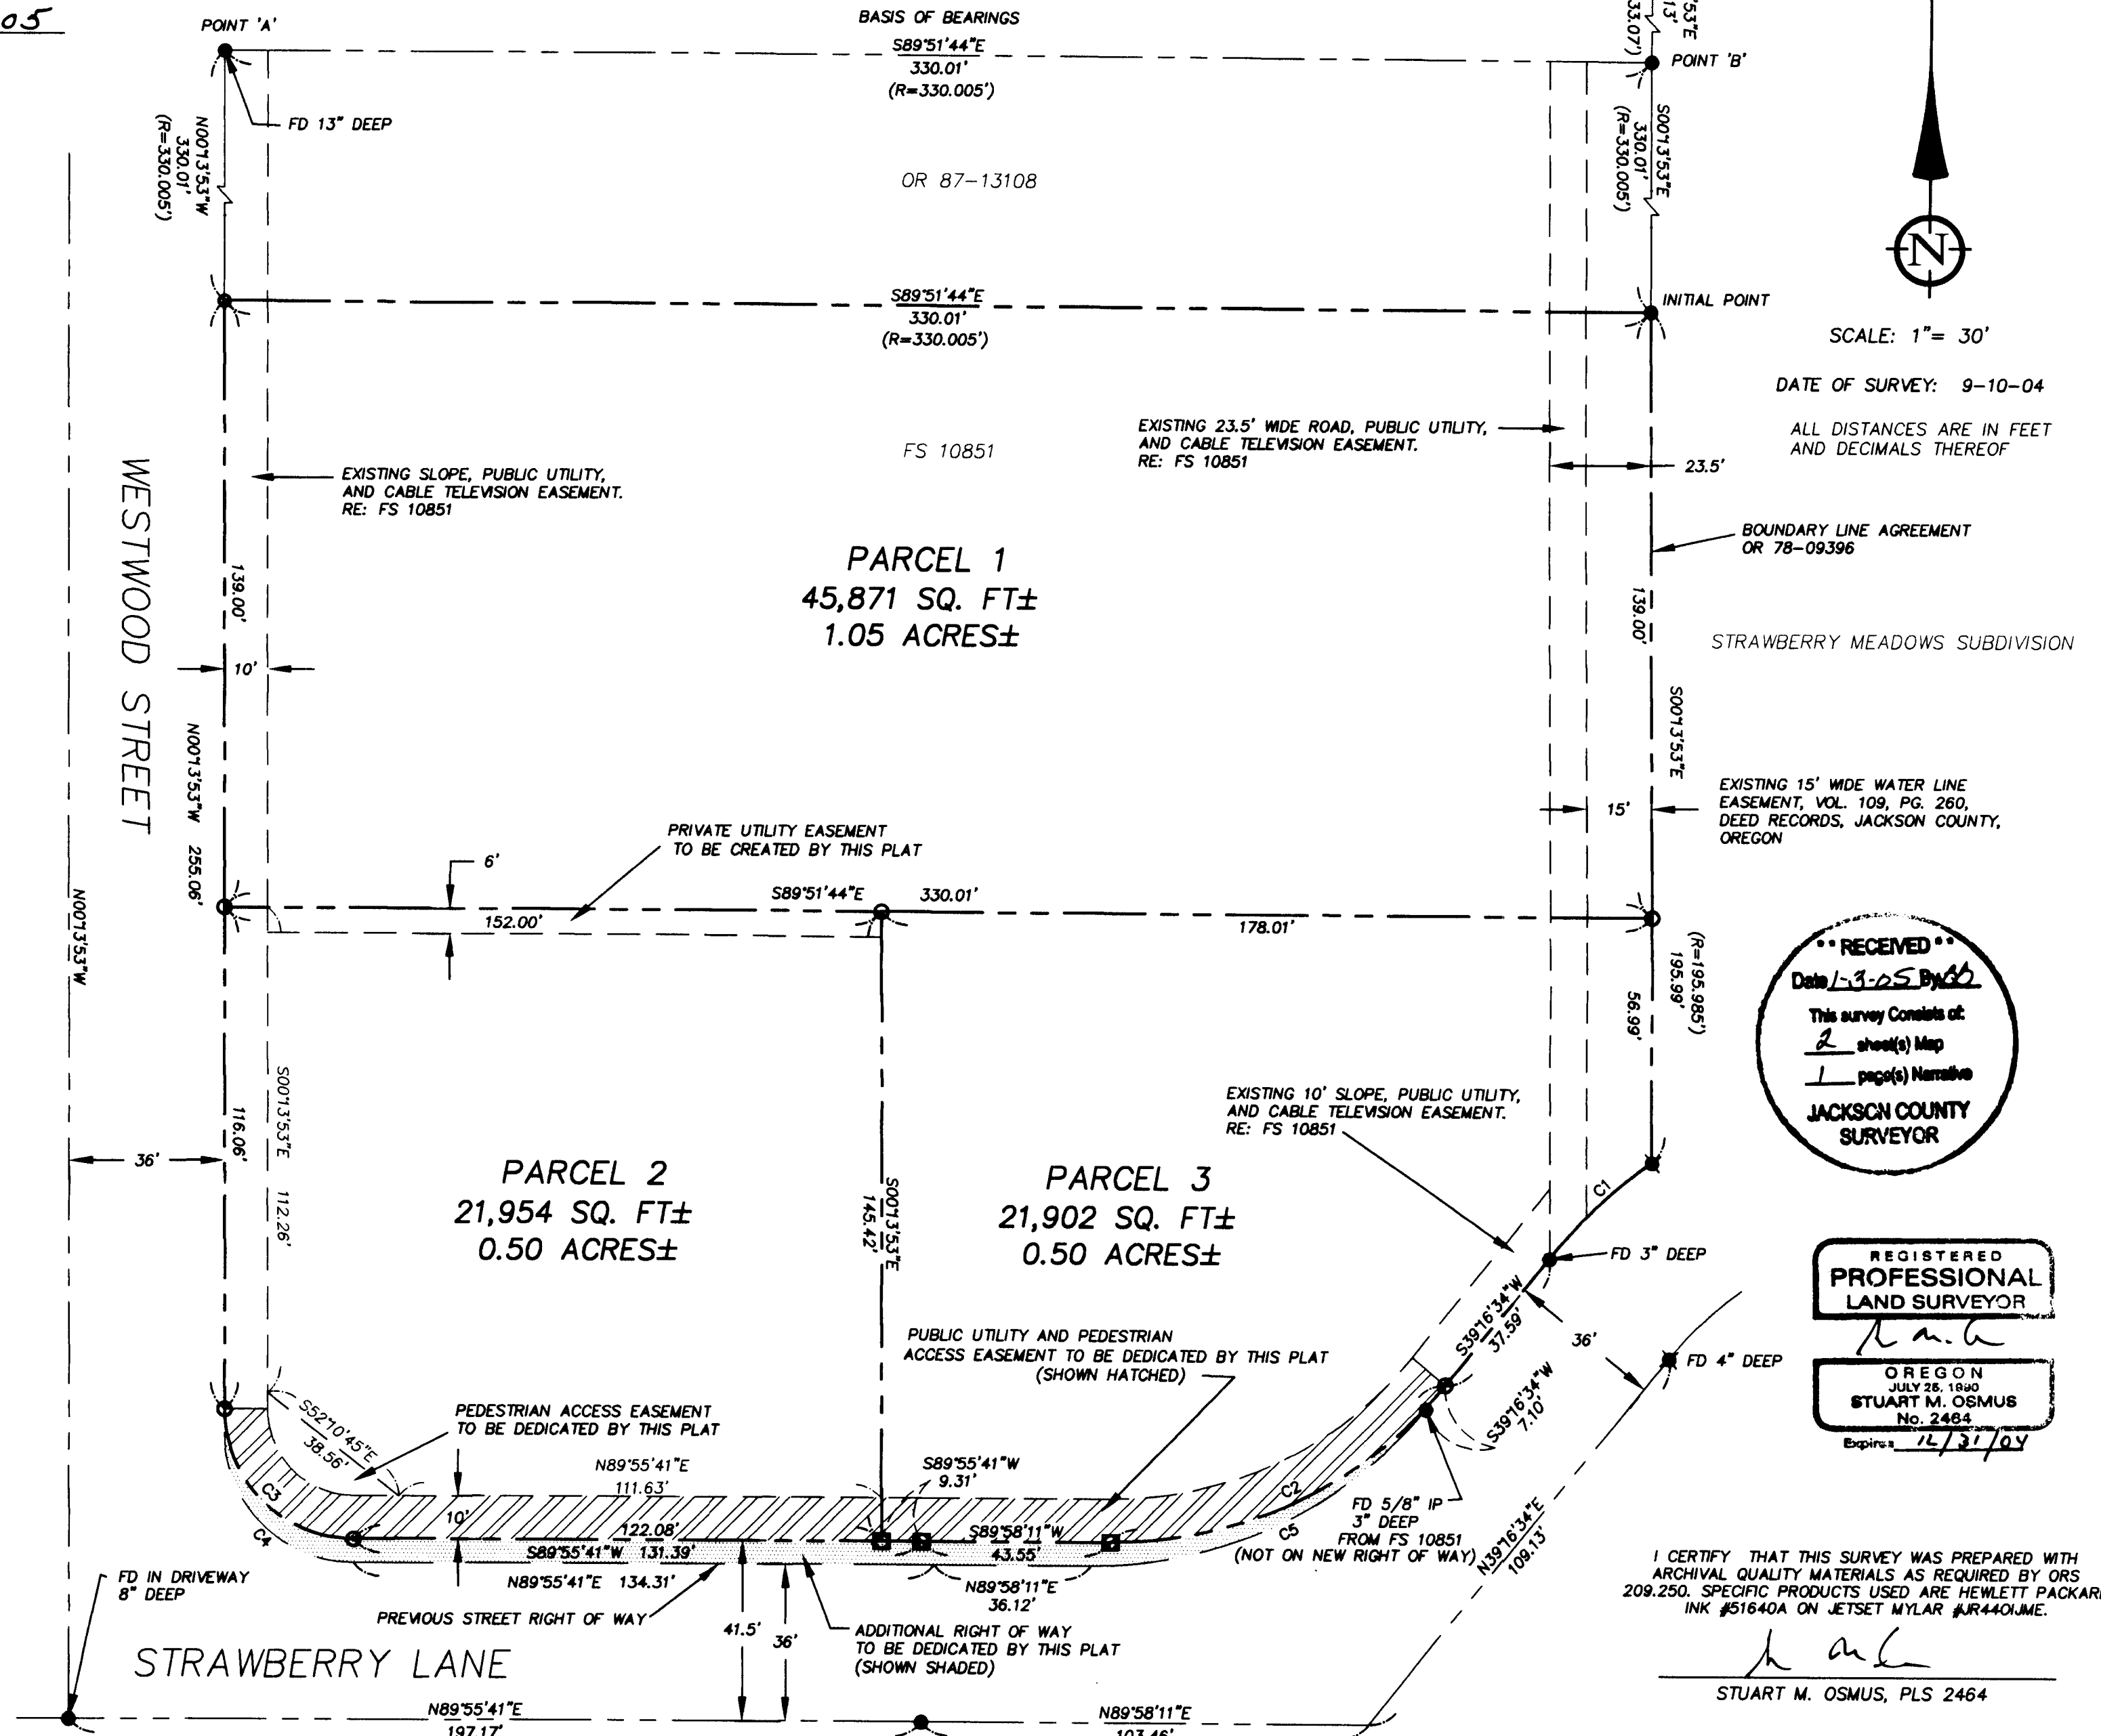 05
POINT 'A'
BASIS OF BEARINGS
S89°51'44"E
330.01'
(R=330.005')
'53"E
13'
33.07')
POINT 'B'
FD 13" DEEP
N00°13'53"W
330.01'
(R=330.005')
S00°13'53"E
330.01'
(R=330.005')
OR 87-13108
N
S89°51'44"E
330.01'
(R=330.005')
INITIAL POINT
SCALE: 1"= 30'
DATE OF SURVEY: 9-10-04
ALL DISTANCES ARE IN FEET
AND DECIMALS THEREOF
EXISTING 23.5' WIDE ROAD, PUBLIC UTILITY,
AND CABLE TELEVISION EASEMENT.
RE: FS 10851
23.5'
FS 10851
EXISTING SLOPE, PUBLIC UTILITY,
AND CABLE TELEVISION EASEMENT.
RE: FS 10851
WESTWOOD STREET
BOUNDARY LINE AGREEMENT
OR 78-09396
PARCEL 1
45,871 SQ. FT±
1.05 ACRES±
139.00'
139.00'
10'
STRAWBERRY MEADOWS SUBDIVISION
S00°13'53"E
N00°13'53"W 255.06'
EXISTING 15' WIDE WATER LINE
EASEMENT, VOL. 109, PG. 260,
DEED RECORDS, JACKSON COUNTY,
OREGON
15'
PRIVATE UTILITY EASEMENT
TO BE CREATED BY THIS PLAT
6'
S89°51'44"E 330.01'
152.00'
178.01'
N00°13'53"W
(R=195.985')
195.99'
56.99'
** RECEIVED **
Date 1-3-05 By
This survey Consists of:
2 sheet(s) Map
1 page(s) Narrative
JACKSON COUNTY
SURVEYOR
S00°13'53"E 112.26'
116.06'
36'
EXISTING 10' SLOPE, PUBLIC UTILITY,
AND CABLE TELEVISION EASEMENT.
RE: FS 10851
PARCEL 2
21,954 SQ. FT±
0.50 ACRES±
S00°13'53"E
145.42'
PARCEL 3
21,902 SQ. FT±
0.50 ACRES±
C1
FD 3" DEEP
S39°16'34"W
37.59'
36'
FD 4" DEEP
S39°16'34"W
7.10'
REGISTERED
PROFESSIONAL
LAND SURVEYOR
OREGON
JULY 25, 1990
STUART M. OSMUS
No. 2464
Expires 12/31/04
PUBLIC UTILITY AND PEDESTRIAN
ACCESS EASEMENT TO BE DEDICATED BY THIS PLAT
(SHOWN HATCHED)
S52°10'45"E
38.56'
PEDESTRIAN ACCESS EASEMENT
TO BE DEDICATED BY THIS PLAT
N89°55'41"E
111.63'
S89°55'41"W
9.31'
C3
C4
10'
122.08'
S89°55'41"W 131.39'
N89°55'41"E 134.31'
S89°58'11"W
43.55'
C2
C5
N89°58'11"E
36.12'
FD 5/8" IP
3" DEEP
FROM FS 10851
(NOT ON NEW RIGHT OF WAY)
N39°16'34"E
109.13'
FD IN DRIVEWAY
8" DEEP
PREVIOUS STREET RIGHT OF WAY
41.5'
36'
ADDITIONAL RIGHT OF WAY
TO BE DEDICATED BY THIS PLAT
(SHOWN SHADED)
STRAWBERRY LANE
N89°55'41"E
197.17'
N89°58'11"E
103.46'
I CERTIFY THAT THIS SURVEY WAS PREPARED WITH
ARCHIVAL QUALITY MATERIALS AS REQUIRED BY ORS
209.250. SPECIFIC PRODUCTS USED ARE HEWLETT PACKAR
INK #51640A ON JETSET MYLAR #JR4401JME.
STUART M. OSMUS, PLS 2464